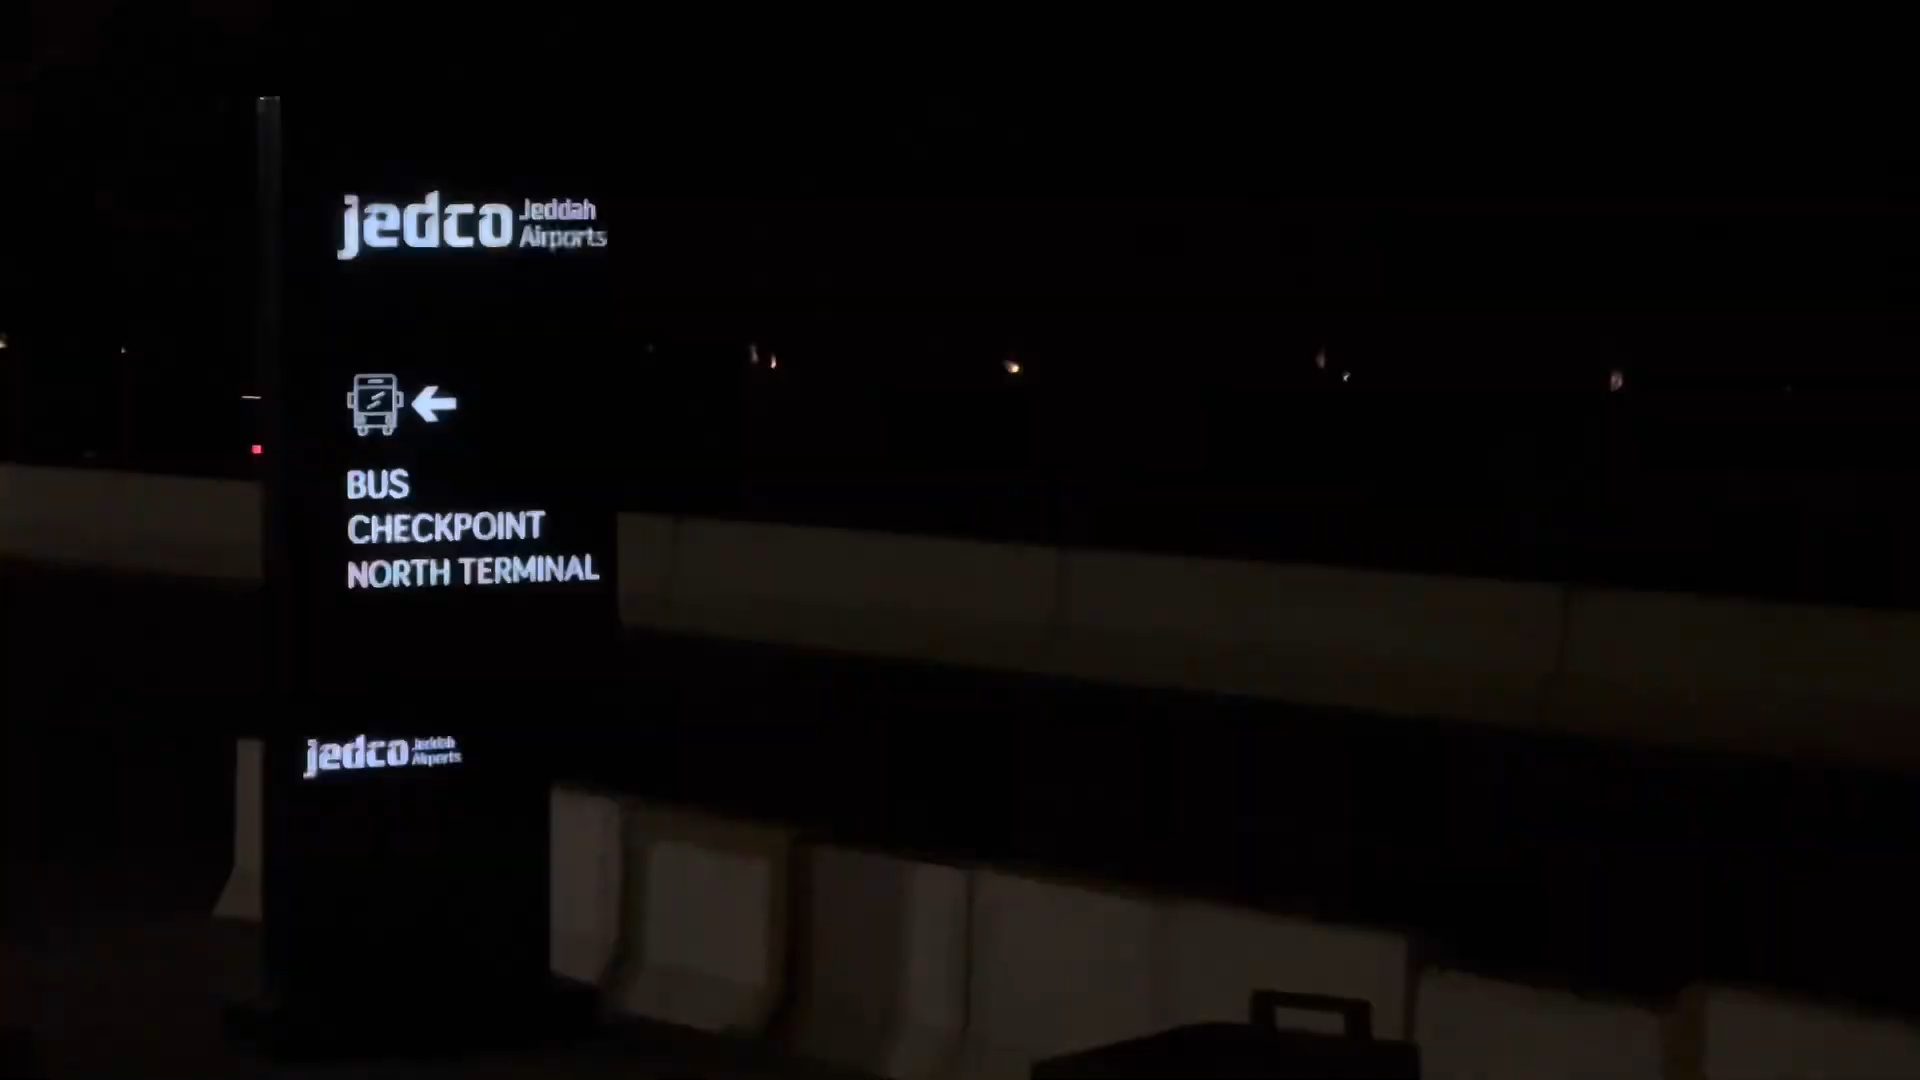 jedco Jeddah
Airports
BUS
CHECKPOINT
NORTH TERMINAL
jedco Jeddah
Airports